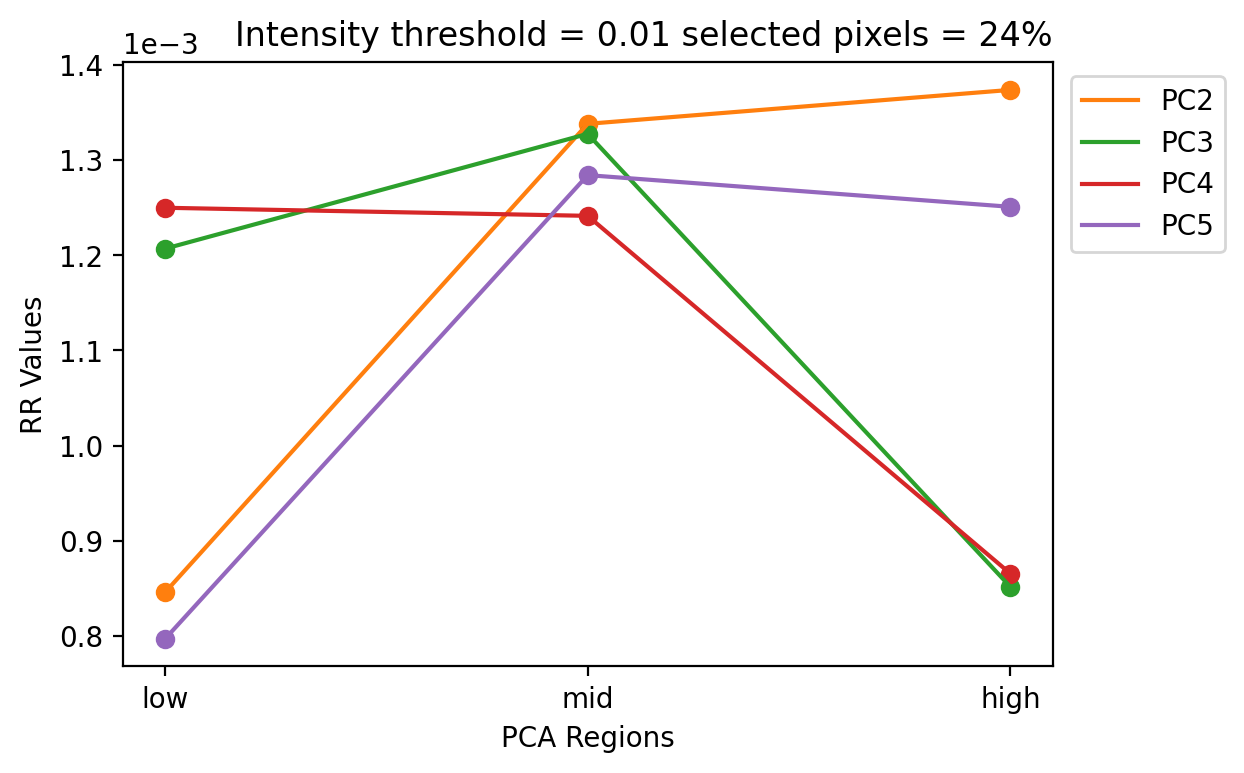 Intensity threshold = 0.01 selected pixels = 24%
1e−3
1.4
1.3
1.2
1.1
1.0
0.9
0.8
RR Values
low
mid
high
PCA Regions
PC2
PC3
PC4
PC5